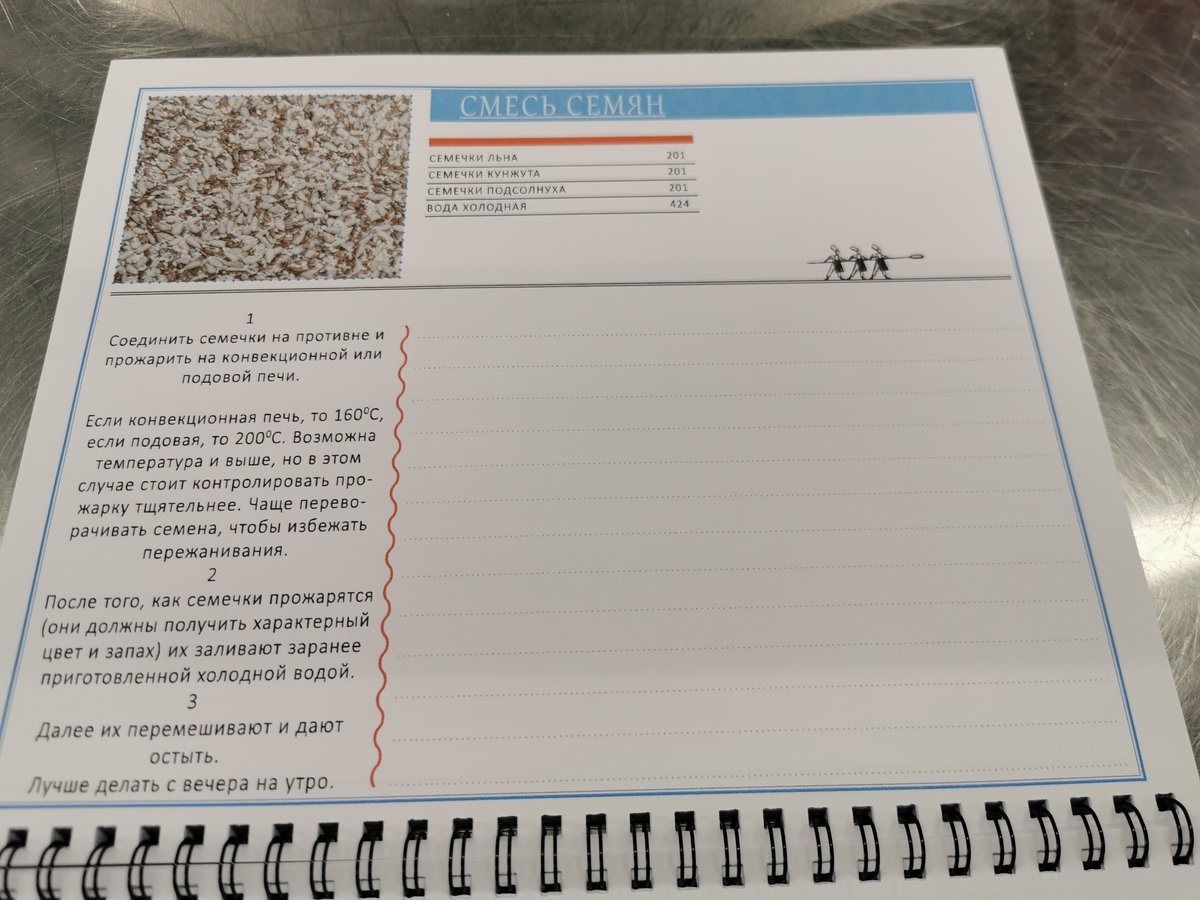 СМЕСЬ СЕМЯН
СЕМЕЧКИ ЛЬНА 201
СЕМЕЧКИ КУНЖУТА 201
СЕМЕЧКИ ПОДСОЛНУХА 201
ВОДА ХОЛОДНАЯ 424
1
Соединить семечки на противне и
прожарить на конвекционной или
подовой печи.
Если конвекционная печь, то 160⁰С,
если подовая, то 200⁰С. Возможна
температура и выше, но в этом
случае стоит контролировать про-
жарку тщятельнее. Чаще перево-
рачивать семена, чтобы избежать
пережанивания.
2
После того, как семечки прожарятся
(они должны получить характерный
цвет и запах) их заливают заранее
приготовленной холодной водой.
3
Далее их перемешивают и дают
остыть.
Лучше делать с вечера на утро.